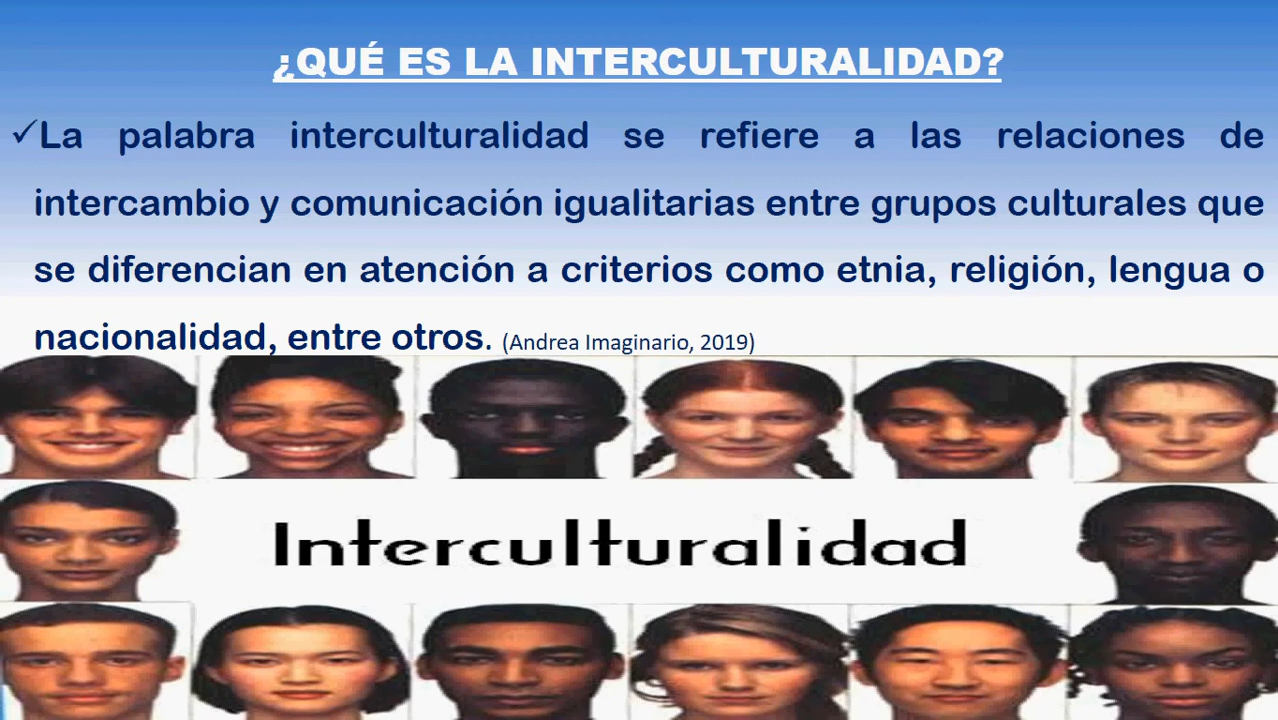 ¿QUÉ ES LA INTERCULTURALIDAD?
✓La palabra interculturalidad se refiere a las relaciones de
intercambio y comunicación igualitarias entre grupos culturales que
se diferencian en atención a criterios como etnia, religión, lengua o
nacionalidad, entre otros. (Andrea Imaginario, 2019)
Interculturalidad